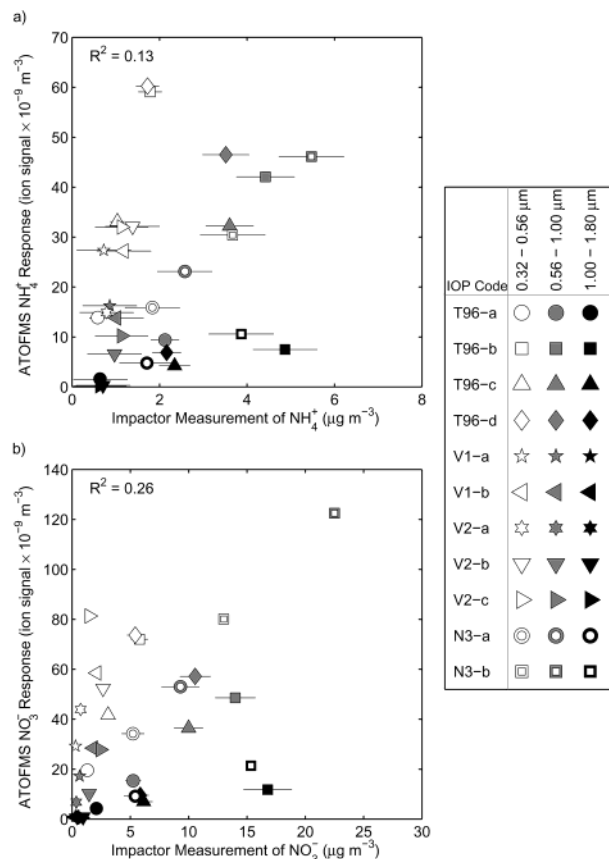 a)
R² = 0.13
70
60
50
40
30
20
10
0
0 2 4 6 8
ATOFMS NH₄⁺ Response (ion signal × 10⁻⁹ m⁻³)
Impactor Measurement of NH₄⁺ (μg m⁻³)
b)
R² = 0.26
140
120
100
80
60
40
20
0
0 5 10 15 20 25 30
ATOFMS NO₃⁻ Response (ion signal × 10⁻⁹ m⁻³)
Impactor Measurement of NO₃⁻ (μg m⁻³)
IOP Code
0.32 − 0.56 μm
0.56 − 1.00 μm
1.00 − 1.80 μm
T96−a
T96−b
T96−c
T96−d
V1−a
V1−b
V2−a
V2−b
V2−c
N3−a
N3−b